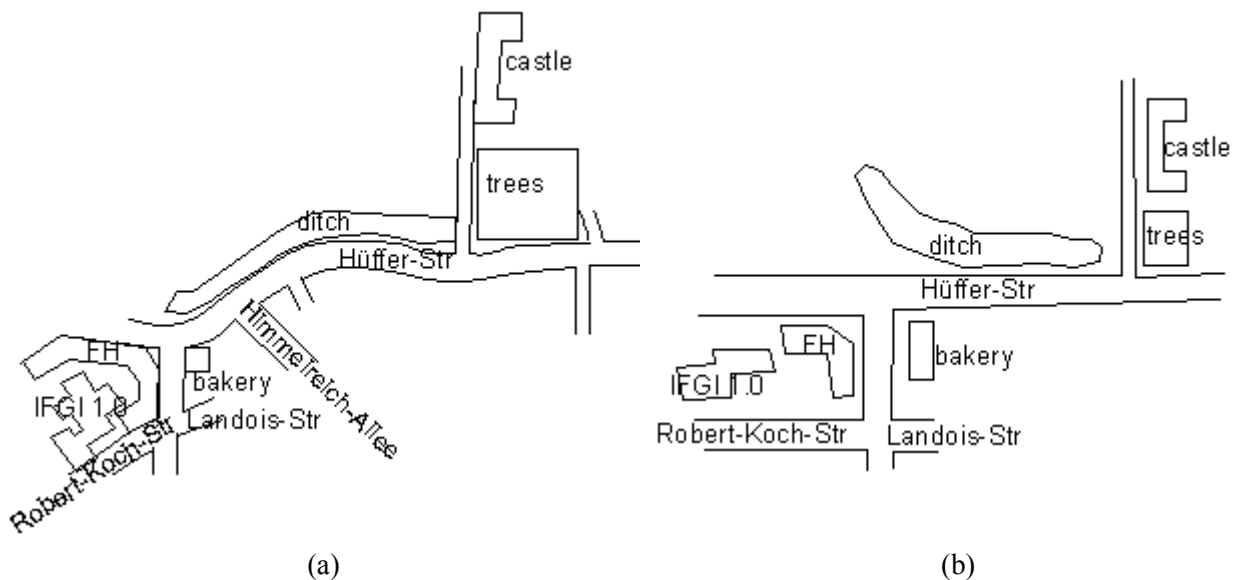 castle
trees
ditch
Hüffer-Str
Himmelreich-Allee
FH
bakery
IFGI 1.0
Landois-Str
Robert-Koch-Str
(a)
castle
trees
ditch
Hüffer-Str
FH
bakery
IFGI 1.0
Robert-Koch-Str
Landois-Str
(b)